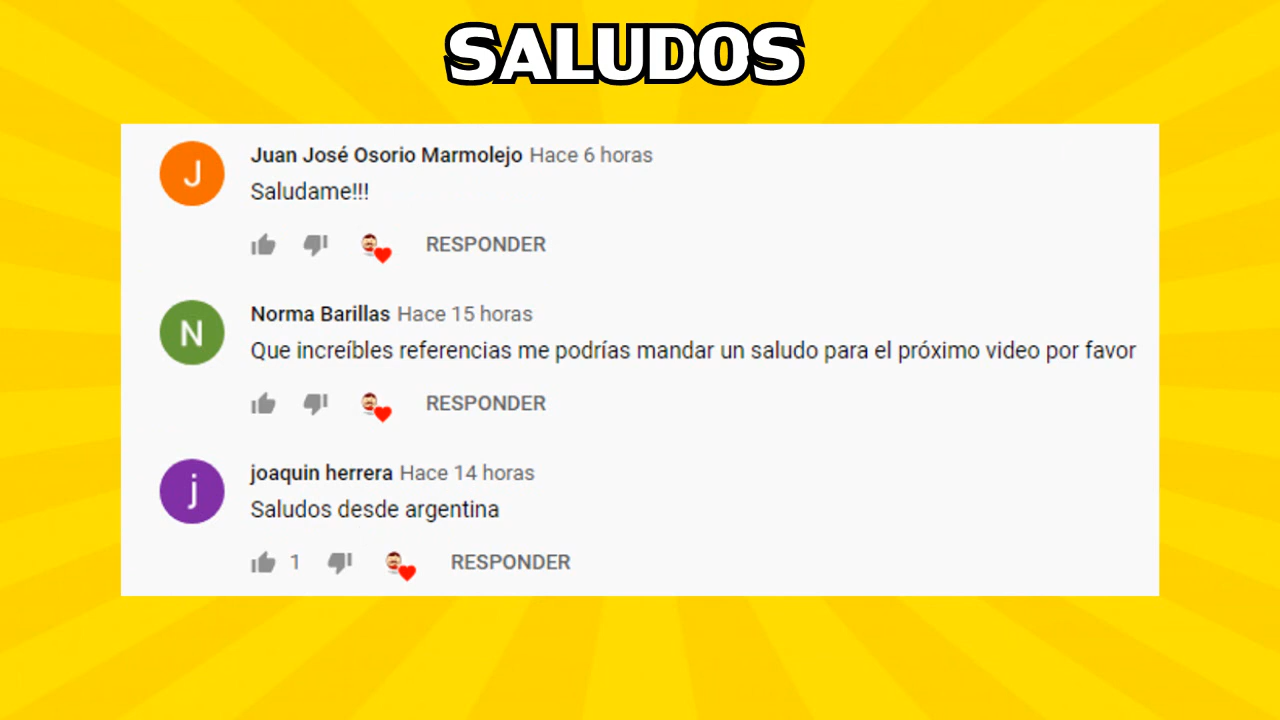 SALUDOS
J
Juan José Osorio Marmolejo Hace 6 horas
Saludame!!!
RESPONDER
N
Norma Barillas Hace 15 horas
Que increíbles referencias me podrías mandar un saludo para el próximo video por favor
RESPONDER
j
joaquin herrera Hace 14 horas
Saludos desde argentina
1 RESPONDER